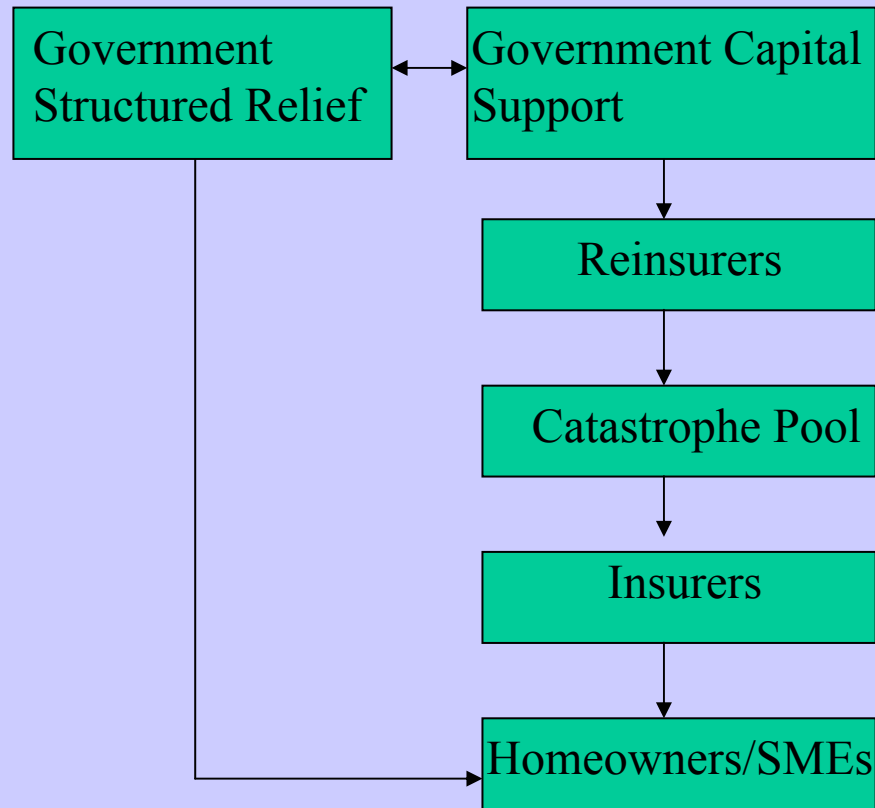 Government
Structured Relief
Government Capital
Support
Reinsurers
Catastrophe Pool
Insurers
Homeowners/SMEs